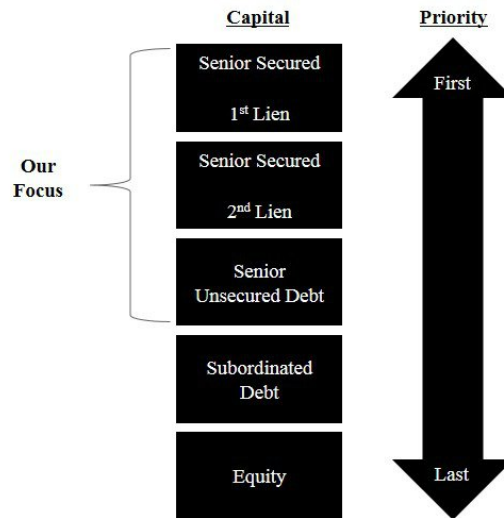 Capital
Priority
Senior Secured
1st Lien
First
Our
Focus
Senior Secured
2nd Lien
Senior
Unsecured Debt
Subordinated
Debt
Equity
Last